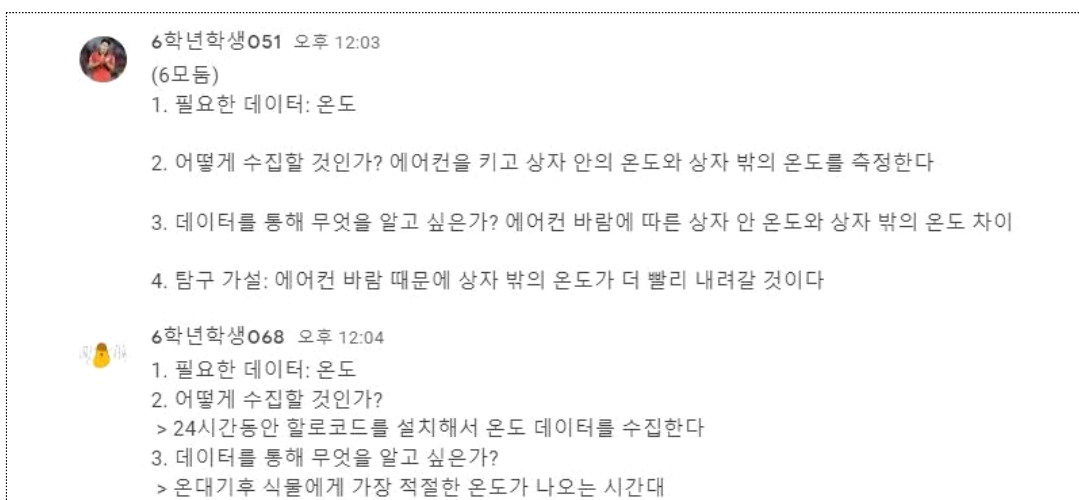 6학년학생051 오후 12:03
(6모둠)
1. 필요한 데이터: 온도
2. 어떻게 수집할 것인가? 에어컨을 키고 상자 안의 온도와 상자 밖의 온도를 측정한다
3. 데이터를 통해 무엇을 알고 싶은가? 에어컨 바람에 따른 상자 안 온도와 상자 밖의 온도 차이
4. 탐구 가설: 에어컨 바람 때문에 상자 밖의 온도가 더 빨리 내려갈 것이다
6학년학생068 오후 12:04
1. 필요한 데이터: 온도
2. 어떻게 수집할 것인가?
> 24시간동안 할로코드를 설치해서 온도 데이터를 수집한다
3. 데이터를 통해 무엇을 알고 싶은가?
> 온대기후 식물에게 가장 적절한 온도가 나오는 시간대